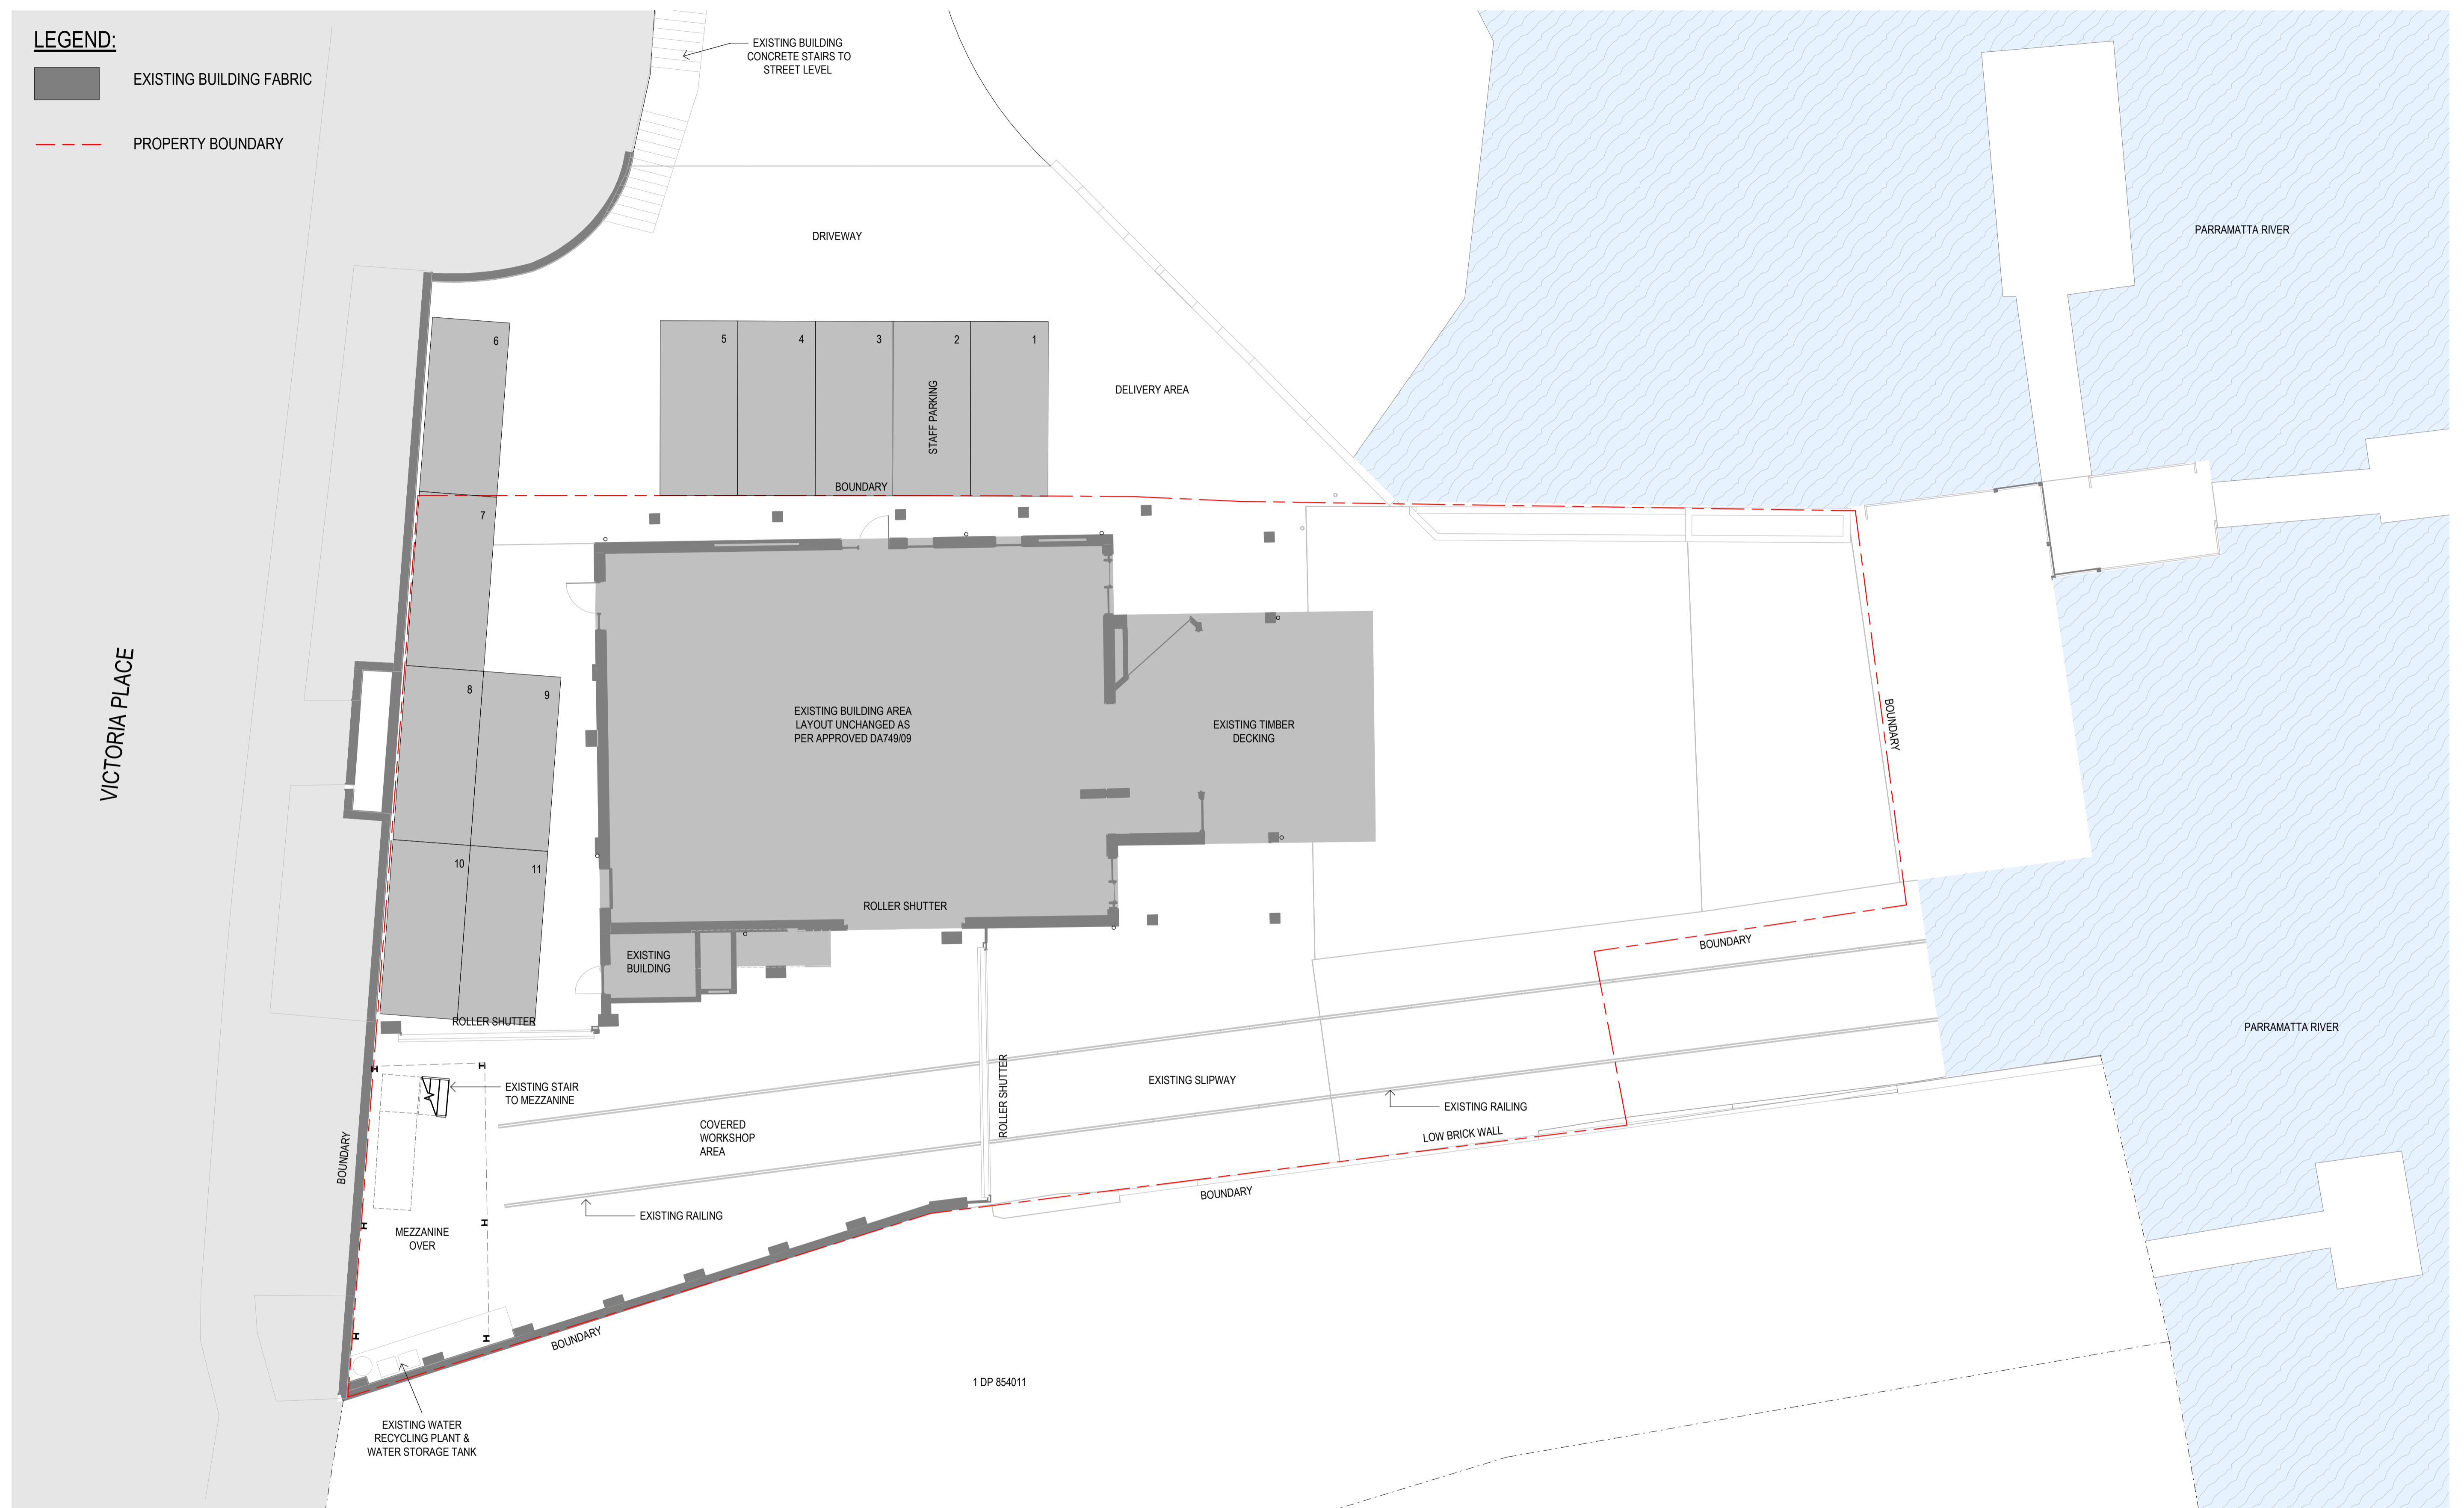 LEGEND:
EXISTING BUILDING FABRIC
PROPERTY BOUNDARY
EXISTING BUILDING
CONCRETE STAIRS TO
STREET LEVEL
DRIVEWAY
PARRAMATTA RIVER
6
5
4
3
2
1
STAFF PARKING
DELIVERY AREA
BOUNDARY
7
8
9
10
11
VICTORIA PLACE
EXISTING BUILDING AREA
LAYOUT UNCHANGED AS
PER APPROVED DA749/09
EXISTING TIMBER
DECKING
BOUNDARY
ROLLER SHUTTER
EXISTING
BUILDING
BOUNDARY
ROLLER SHUTTER
PARRAMATTA RIVER
EXISTING STAIR
TO MEZZANINE
ROLLER SHUTTER
EXISTING SLIPWAY
EXISTING RAILING
COVERED
WORKSHOP
AREA
LOW BRICK WALL
BOUNDARY
BOUNDARY
EXISTING RAILING
MEZZANINE
OVER
BOUNDARY
1 DP 854011
EXISTING WATER
RECYCLING PLANT &
WATER STORAGE TANK